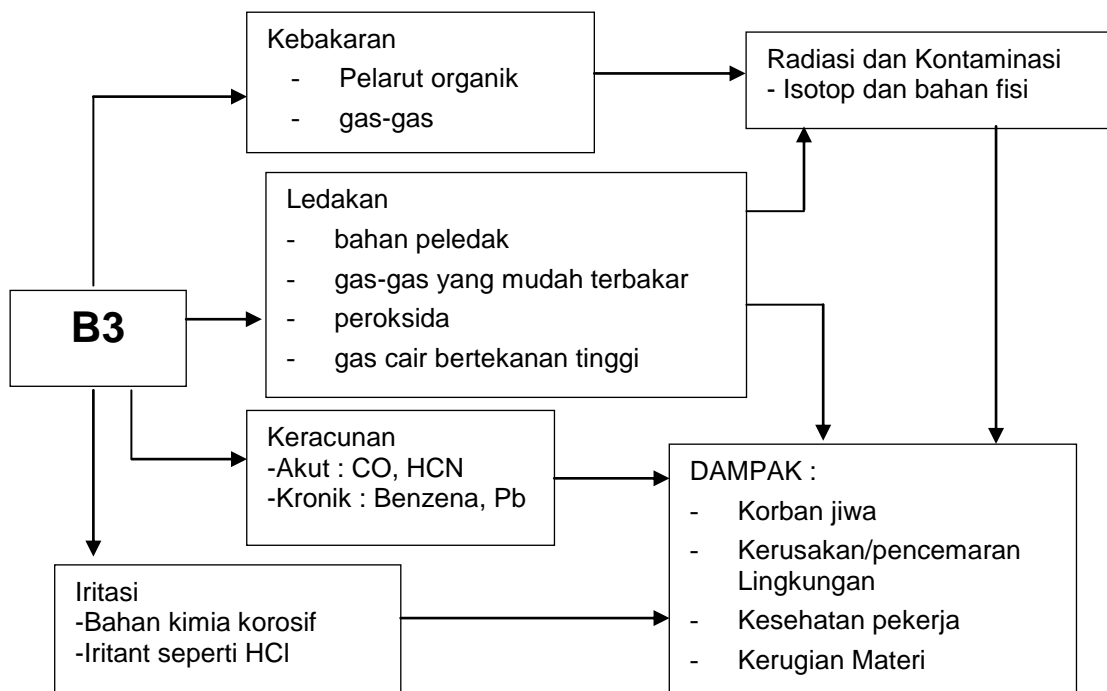 Kebakaran
- Pelarut organik
- gas-gas
Radiasi dan Kontaminasi
- Isotop dan bahan fisi
Ledakan
- bahan peledak
- gas-gas yang mudah terbakar
- peroksida
- gas cair bertekanan tinggi
B3
Keracunan
-Akut : CO, HCN
-Kronik : Benzena, Pb
DAMPAK :
- Korban jiwa
- Kerusakan/pencemaran
Lingkungan
- Kesehatan pekerja
- Kerugian Materi
Iritasi
-Bahan kimia korosif
-Iritant seperti HCl